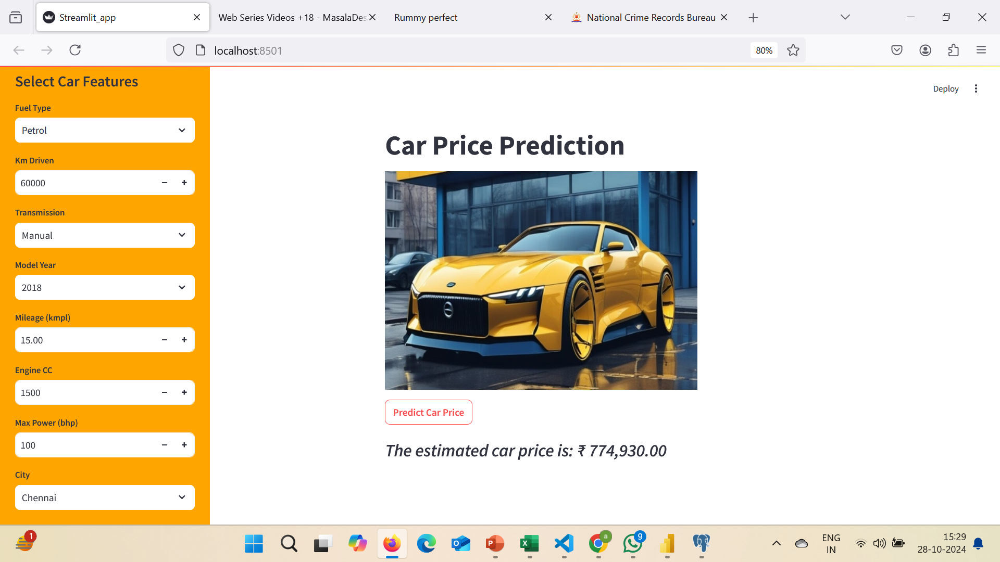 Streamlit_app
Web Series Videos +18 - MasalaDes
Rummy perfect
National Crime Records Bureau
localhost:8501
80%
Select Car Features
Fuel Type
Petrol
Km Driven
60000
Transmission
Manual
Model Year
2018
Mileage (kmpl)
15.00
Engine CC
1500
Max Power (bhp)
100
City
Chennai
Deploy
Car Price Prediction
Predict Car Price
The estimated car price is: ₹ 774,930.00
1
a
9
ENG
IN
15:29
28-10-2024